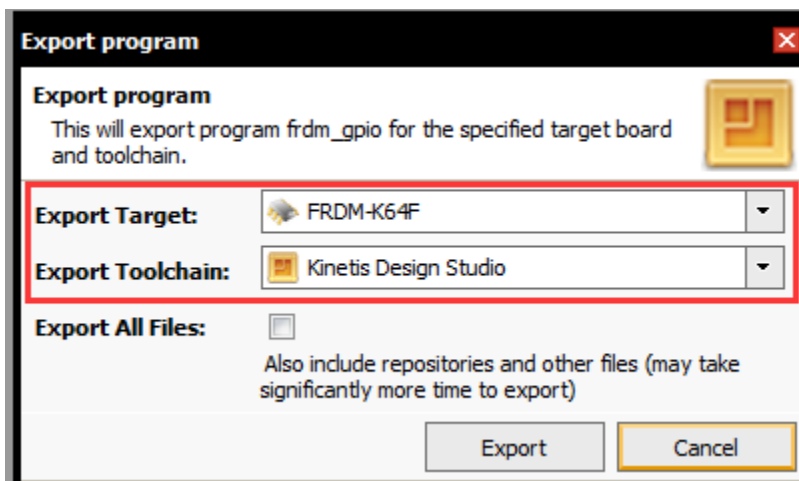 Export program
Export program
This will export program frdm_gpio for the specified target board
and toolchain.
Export Target: FRDM-K64F
Export Toolchain: Kinetis Design Studio
Export All Files:
Also include repositories and other files (may take
significantly more time to export)
Export Cancel